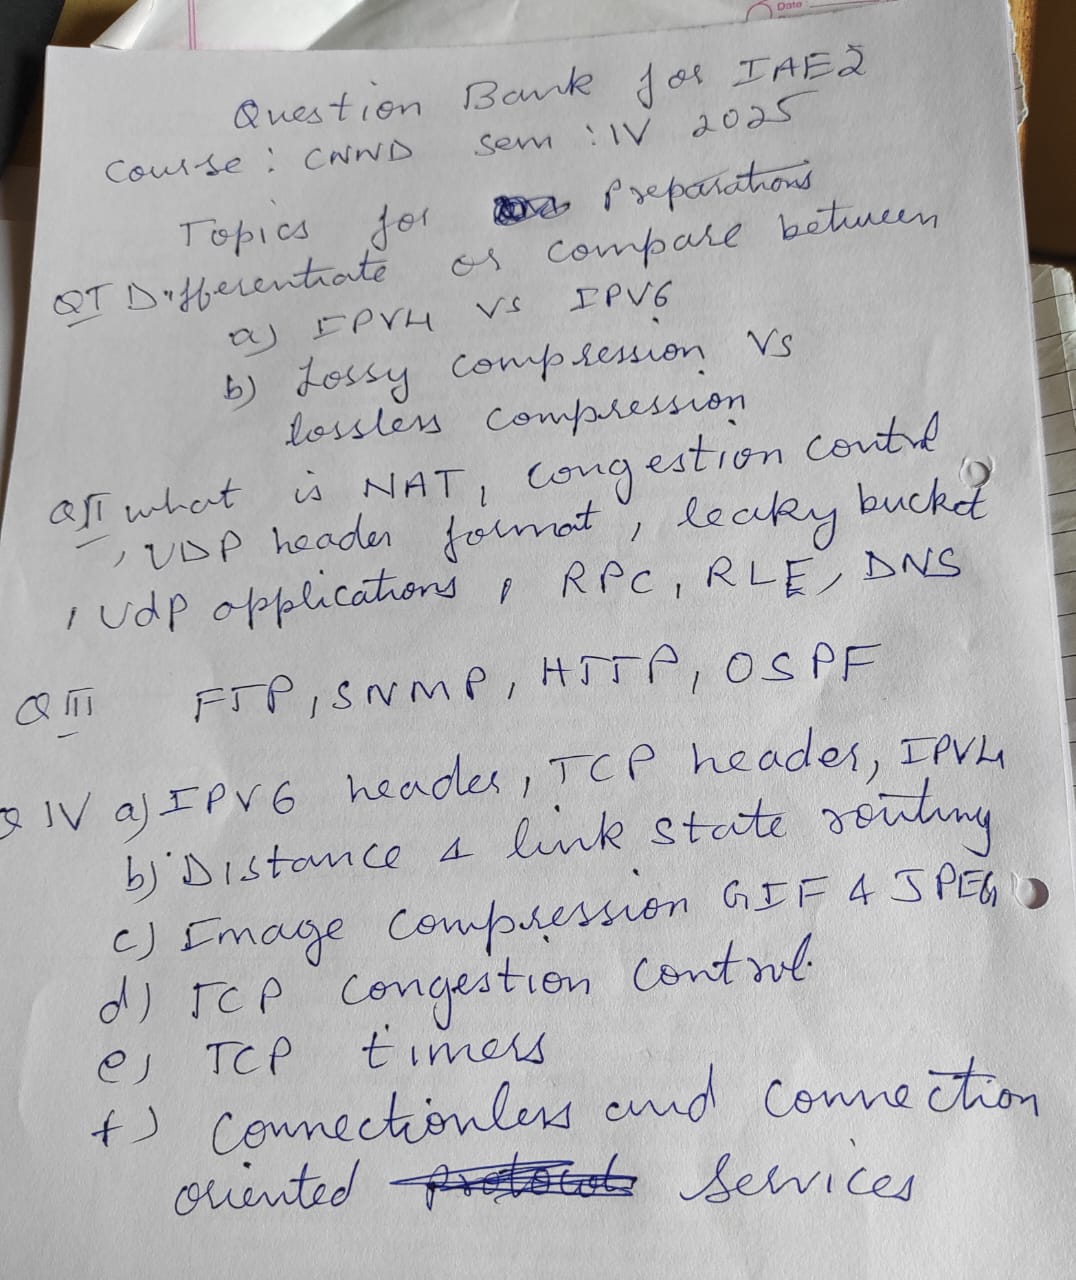 Date
Question Bank for IAE2
Course : CNND Sem : IV 2025
Topics for Preparations
QI Differentiate or compare between
a) IPV4 vs IPV6
b) Lossy compression vs
lossless compression
QII what is NAT, congestion control
, UDP header format, leaky bucket
, Udp applications, RPC, RLE, DNS
Q III FTP, SNMP, HTTP, OSPF
Q IV a) IPV6 header, TCP header, IPV4
b) Distance & link state routing
c) Image compression GIF & JPEG
d) TCP congestion control.
e) TCP timers
f) Connectionless and connection
oriented protocols services